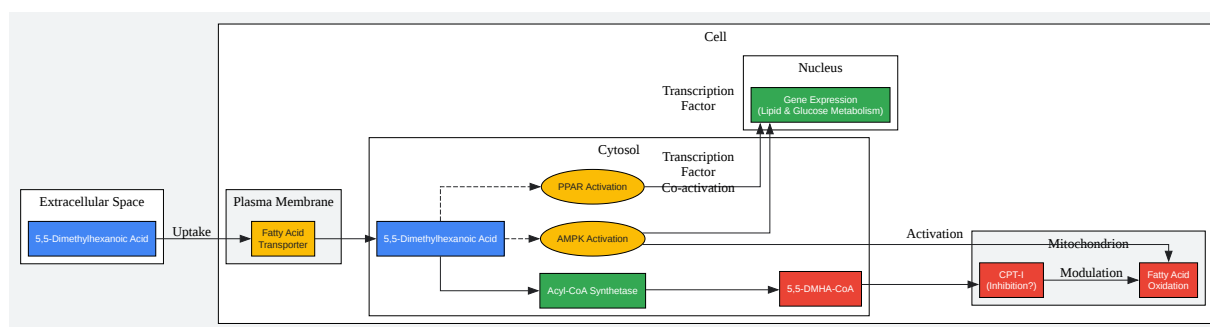 Cell
Nucleus
Gene Expression
(Lipid & Glucose Metabolism)
Transcription
Factor
Cytosol
Transcription
Factor
Co-activation
PPAR Activation
Extracellular Space
5,5-Dimethylhexanoic Acid
Uptake
Plasma Membrane
Fatty Acid
Transporter
5,5-Dimethylhexanoic Acid
AMPK Activation
Activation
Mitochondrion
Acyl-CoA Synthetase
5,5-DMHA-CoA
CPT-I
(Inhibition?)
Modulation
Fatty Acid
Oxidation